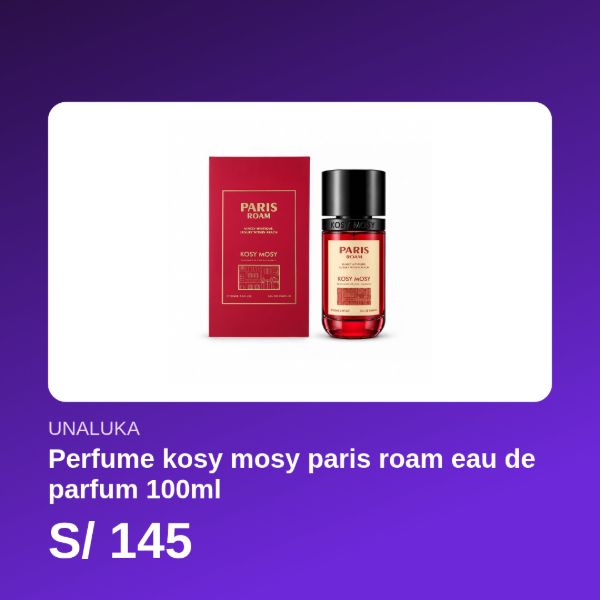 PARIS
ROAM
KOSY MOSY
KOSY MOSY
PARIS
ROAM
KOSY MOSY
UNALUKA
Perfume kosy mosy paris roam eau de
parfum 100ml
S/ 145